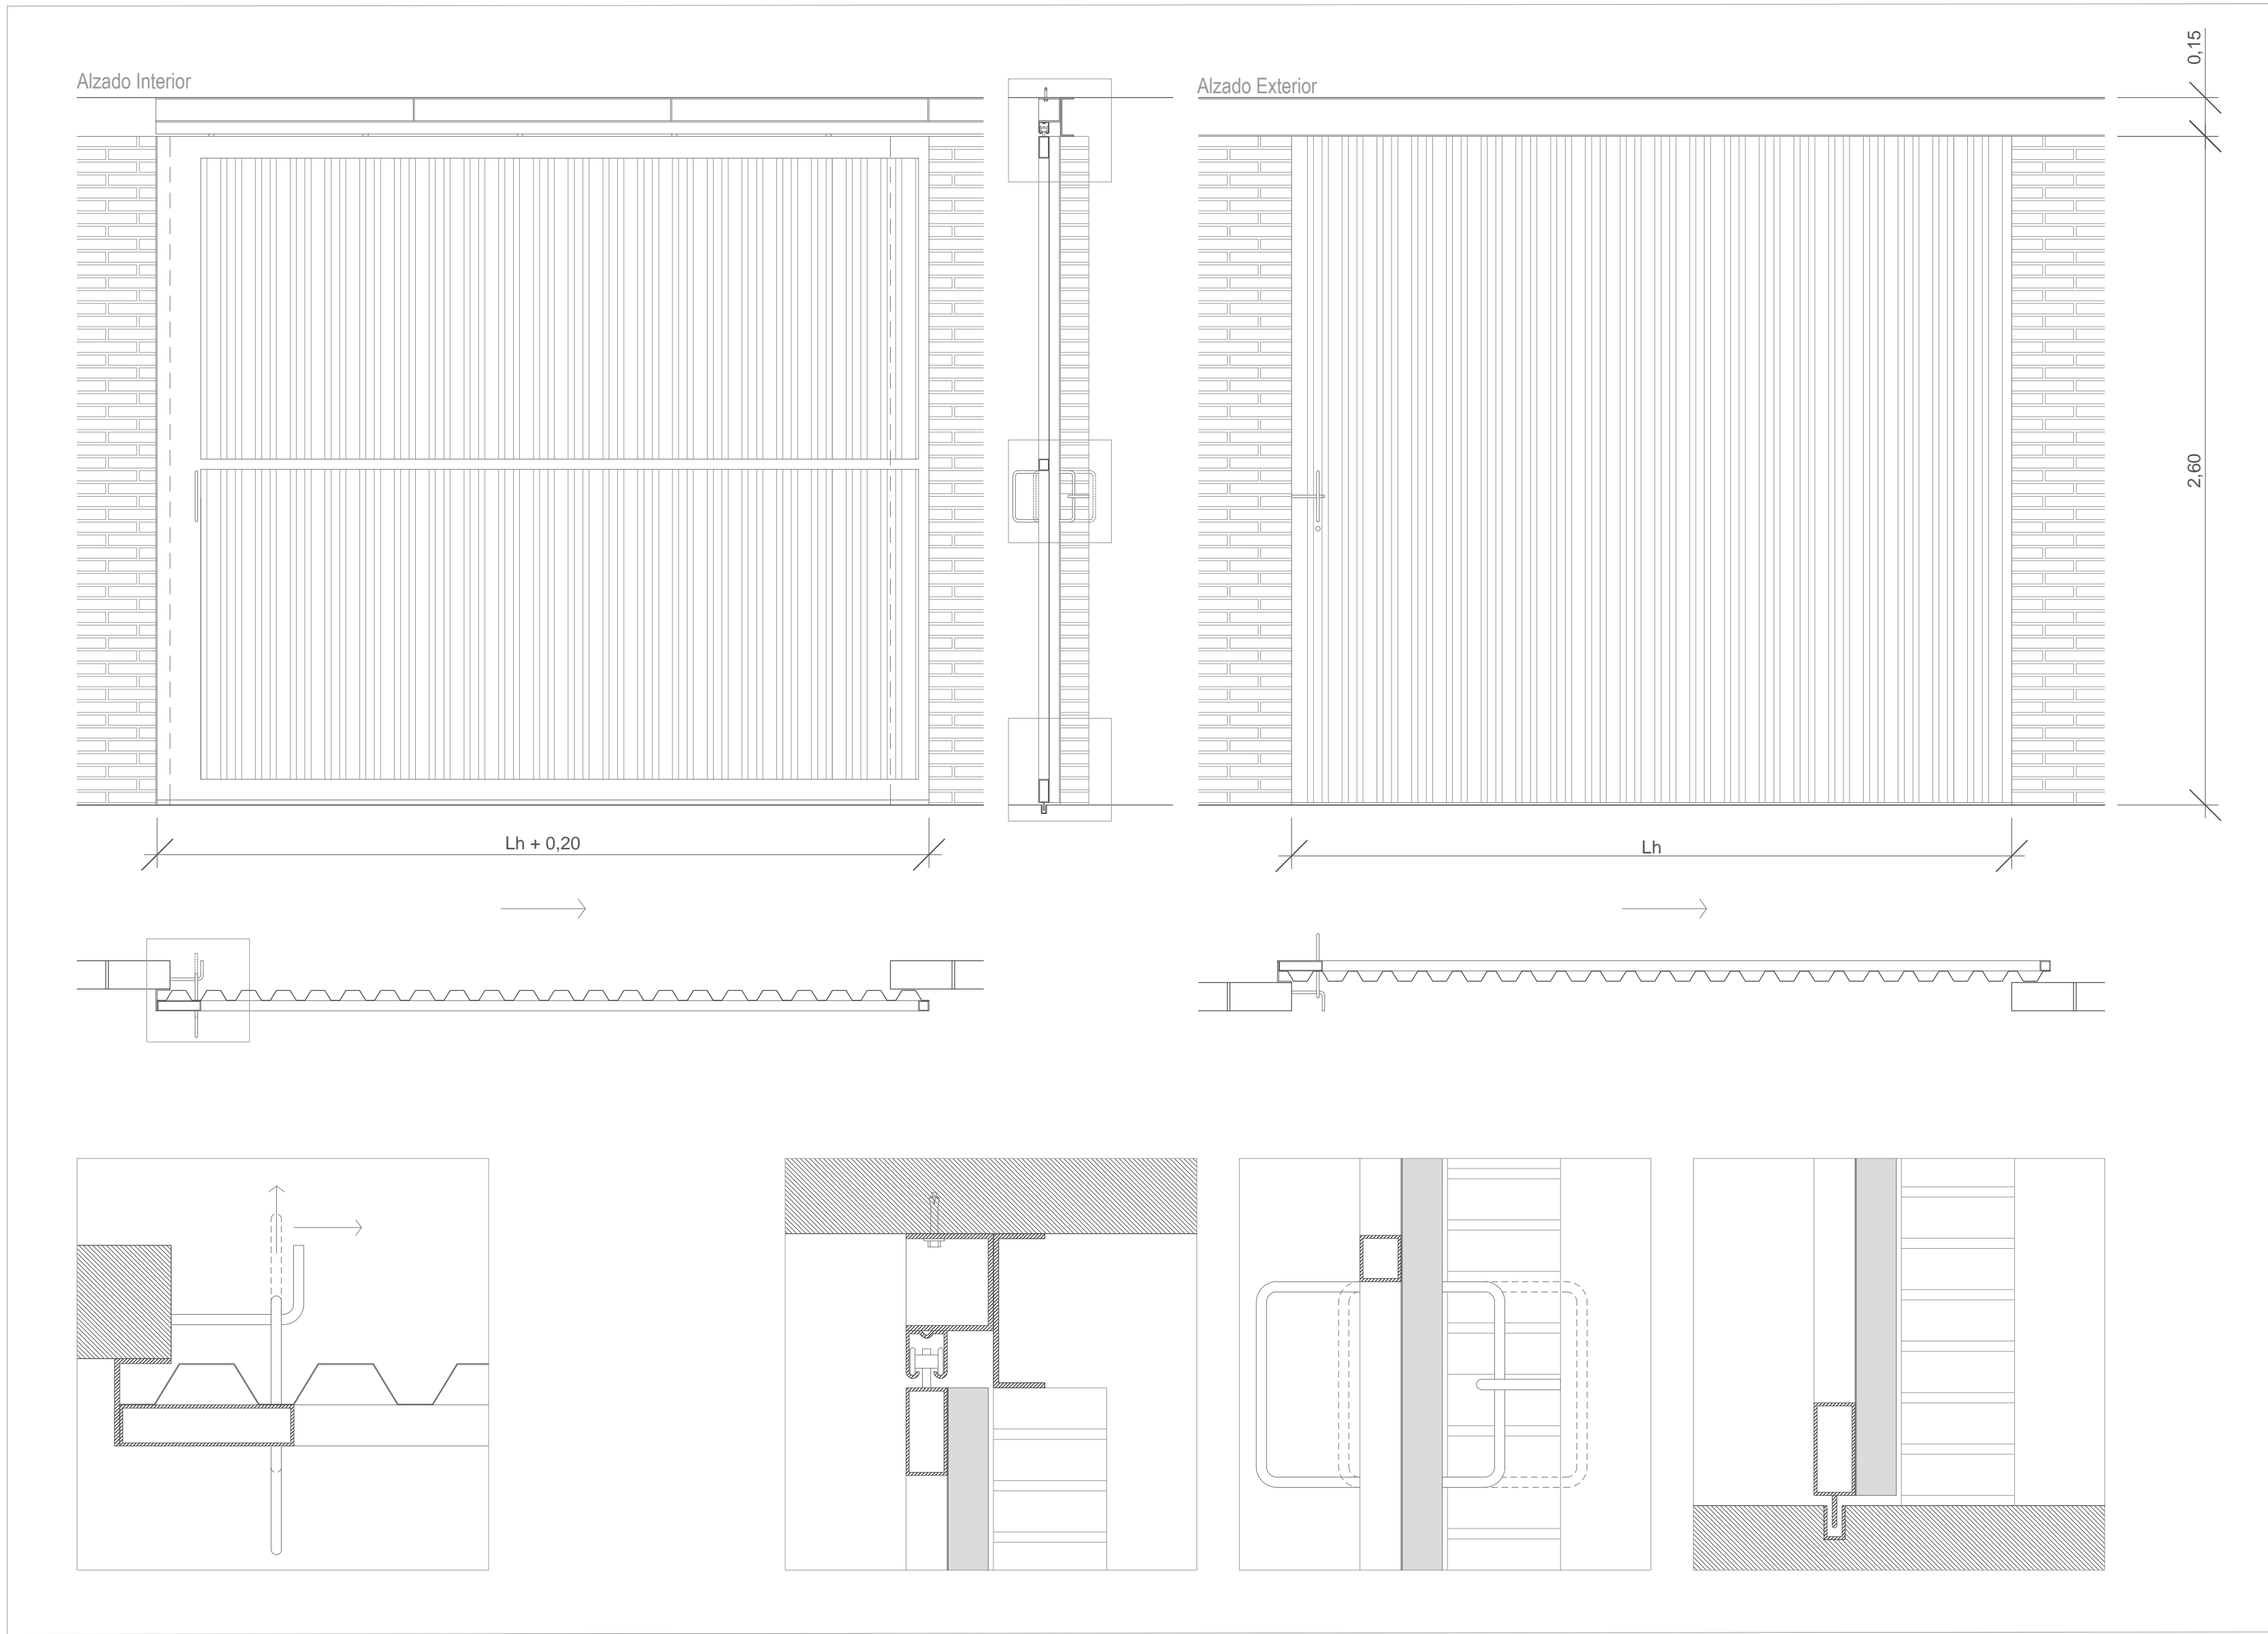 Alzado Interior
Alzado Exterior
0,15
2,60
Lh + 0,20
Lh